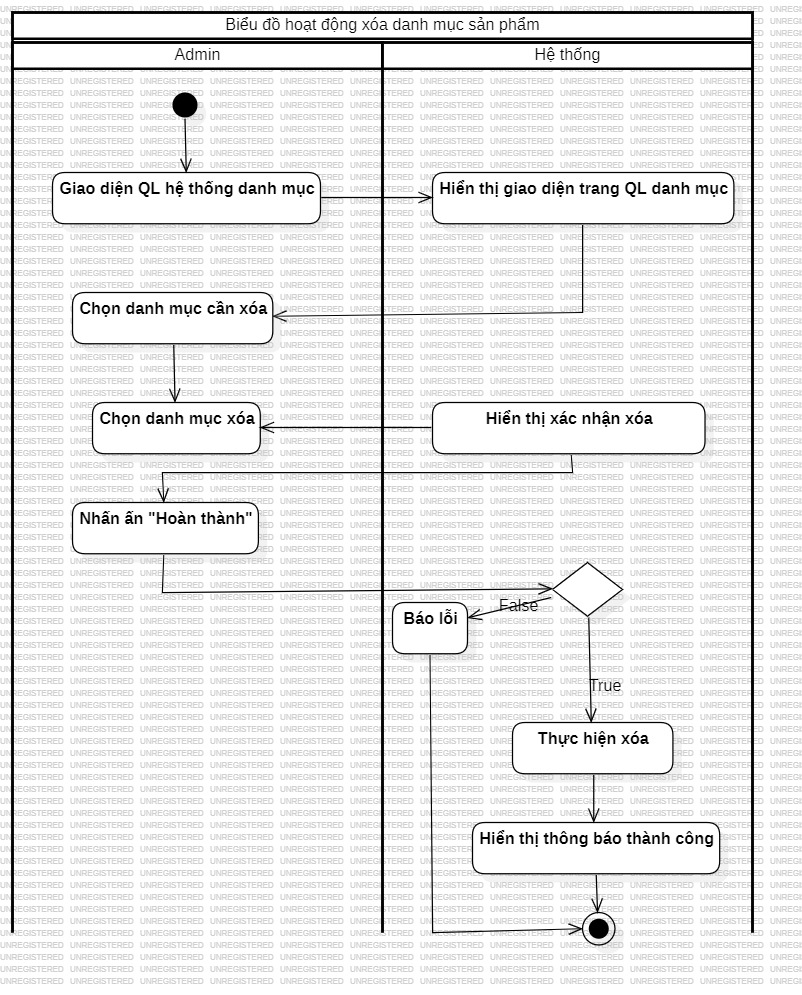 Biểu đồ hoạt động xóa danh mục sản phẩm
Admin
Hệ thống
Giao diện QL hệ thống danh mục
Hiển thị giao diện trang QL danh mục
Chọn danh mục cần xóa
Chọn danh mục xóa
Hiển thị xác nhận xóa
Nhấn ấn "Hoàn thành"
False
Báo lỗi
True
Thực hiện xóa
Hiển thị thông báo thành công
UNREGISTERED